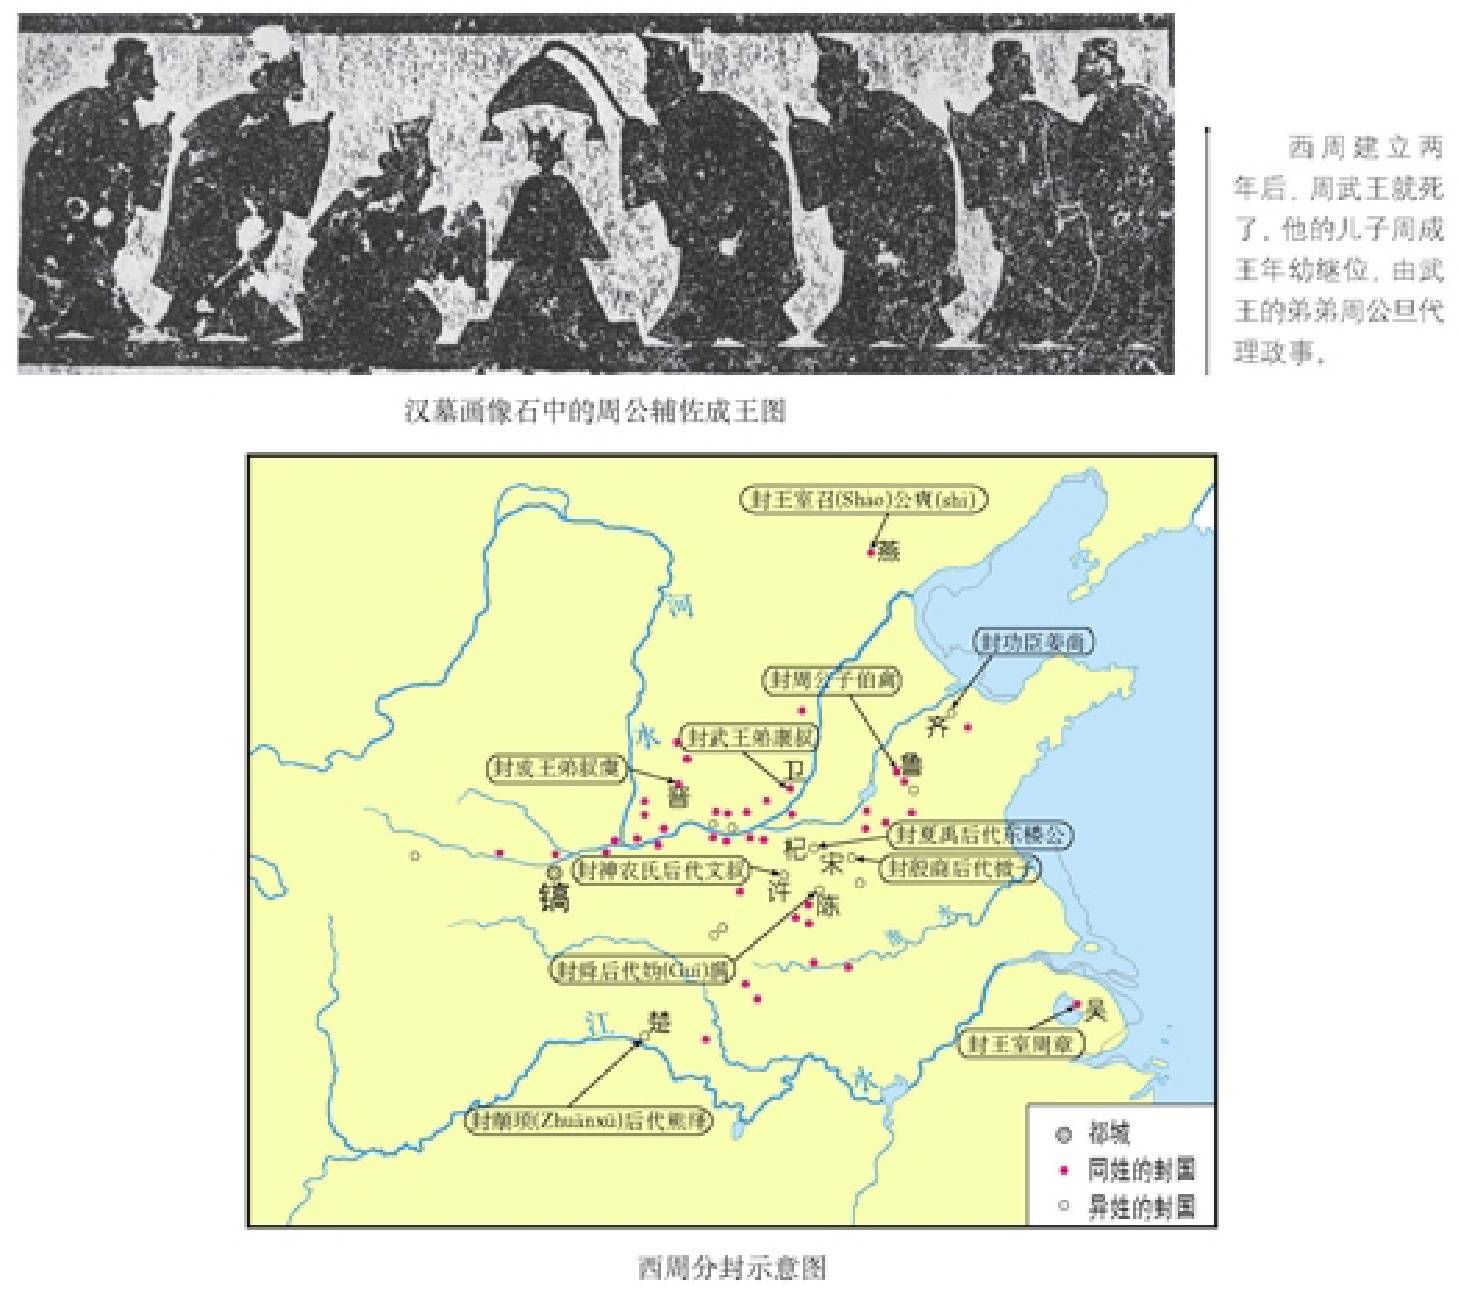 西周建立两
年后，周武王就死
了，他的儿子周成
王年幼继位，由武
王的弟弟周公旦代
理政事。
汉墓画像石中的周公辅佐成王图
封王室召(Shào)公奭(shì)
燕
河
封功臣姜尚
封周公子伯禽
齐
水
封武王弟康叔
鲁
卫
封成王弟叔虞
晋
封夏禹后代东楼公
杞
宋
封神农氏后代文叔
封殷商后代微子
镐
许
陈
淮
水
封舜后代妫(Guī)满
江
楚
吴
封王室周章
水
封颛顼(Zhuānxū)后代熊绎
都城
同姓的封国
异姓的封国
西周分封示意图